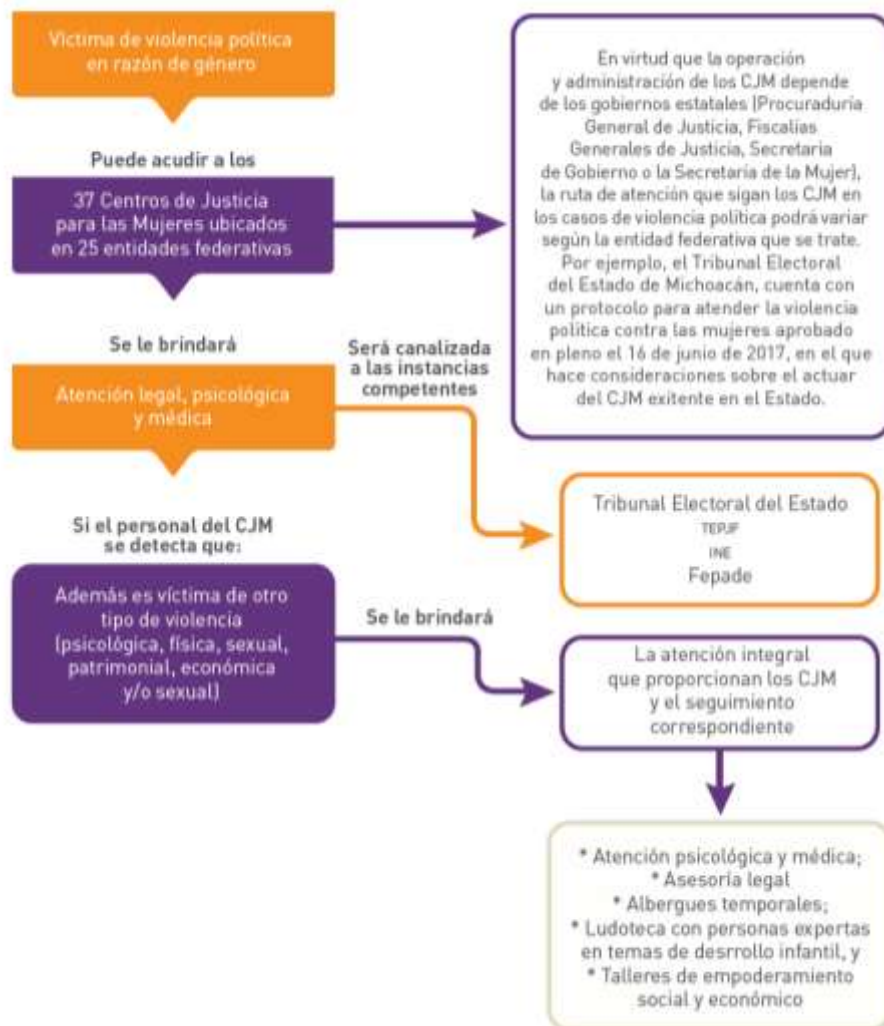 Víctima de violencia política
en razón de género
Puede acudir a los
37 Centros de Justicia
para las Mujeres ubicados
en 25 entidades federativas
En virtud que la operación
y administración de los CJM depende
de los gobiernos estatales (Procuraduría
General de Justicia, Fiscalías
Generales de Justicia, Secretaría
de Gobierno o la Secretaría de la Mujer),
la ruta de atención que sigan los CJM en
los casos de violencia política podrá variar
según la entidad federativa que se trate.
Por ejemplo, el Tribunal Electoral
del Estado de Michoacán, cuenta con
un protocolo para atender la violencia
política contra las mujeres aprobado
en pleno el 16 de junio de 2017, en el que
hace consideraciones sobre el actuar
del CJM exitente en el Estado.
Se le brindará
Atención legal, psicológica
y médica
Será canalizada
a las instancias
competentes
Tribunal Electoral del Estado
TEPJF
INE
Fepade
Si el personal del CJM
se detecta que:
Además es víctima de otro
tipo de violencia
(psicológica, física, sexual,
patrimonial, económica
y/o sexual)
Se le brindará
La atención integral
que proporcionan los CJM
y el seguimiento
correspondiente
* Atención psicológica y médica;
* Asesoría legal
* Albergues temporales;
* Ludoteca con personas expertas
en temas de desrrollo infantil, y
* Talleres de empoderamiento
social y económico